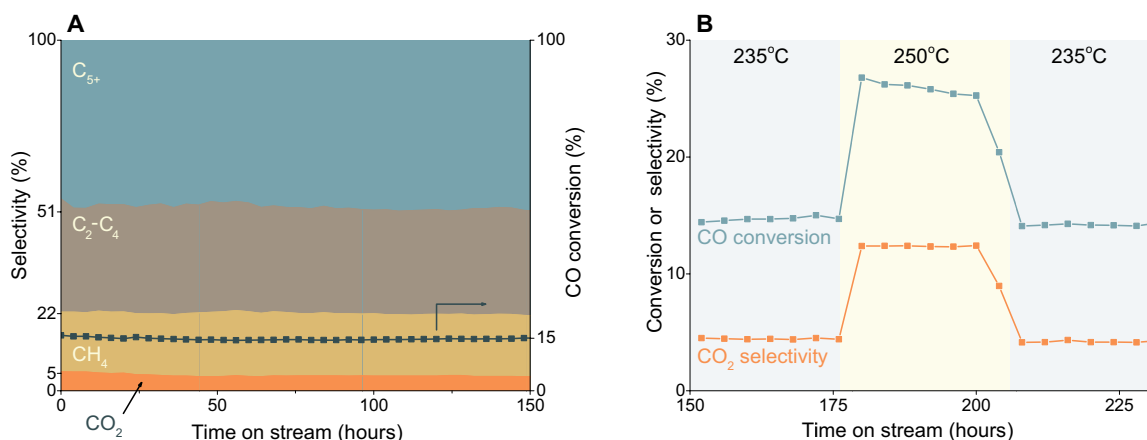 A
100
C5+
51
C2-C4
22
CH4
5
0
Selectivity (%)
100
15
0
CO conversion (%)
0
50
100
150
CO2
Time on stream (hours)
B
30
20
10
0
Conversion or selectivity (%)
235°C
250°C
235°C
CO conversion
CO2 selectivity
150
175
200
225
Time on stream (hours)